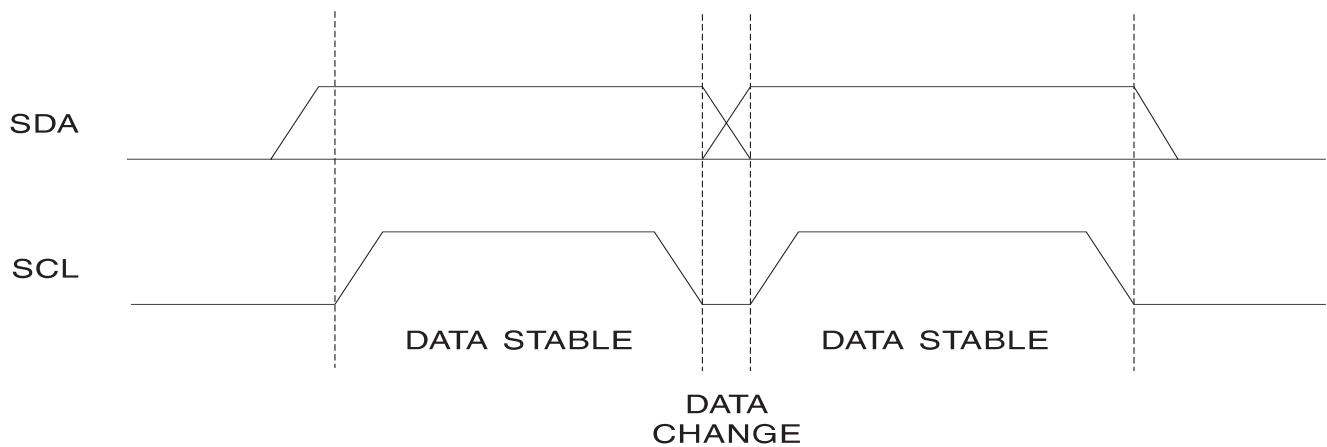 SDA
SCL
DATA STABLE
DATA STABLE
DATA
CHANGE